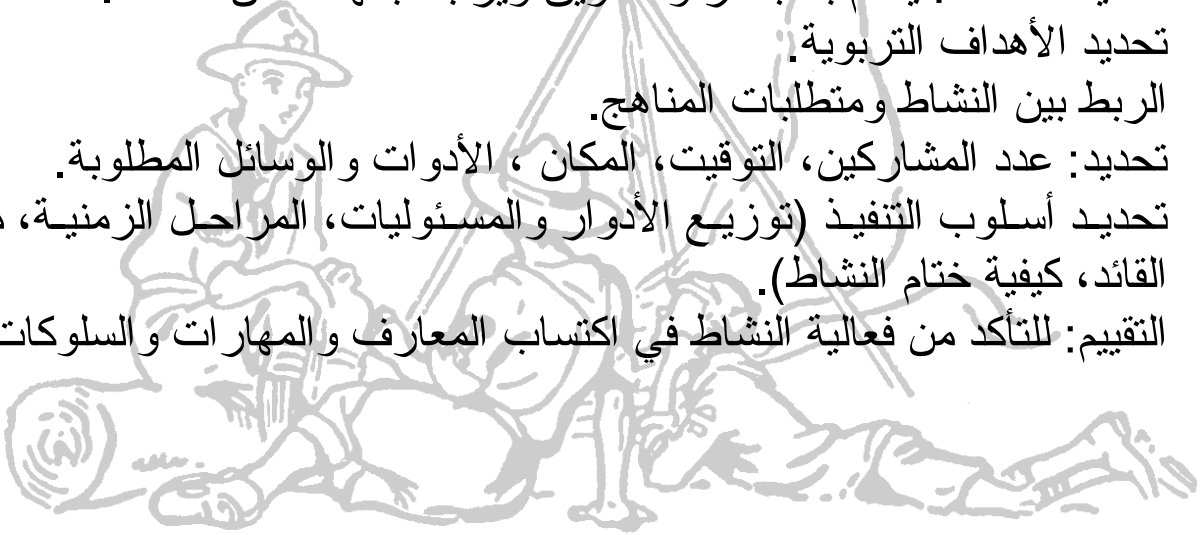 تحديد الأهداف التربوية.
الربط بين النشاط ومتطلبات المناهج.
تحديد: عدد المشاركين، التوقيت، المكان ، الأدوات والوسائل المطلوبة.
تحديد أسلوب التنفيذ (توزيع الأدوار والمسئوليات، المراحل الزمنية،
القائد، كيفية ختام النشاط).
التقييم: للتأكد من فعالية النشاط في اكتساب المعارف والمهارات والسلوكات